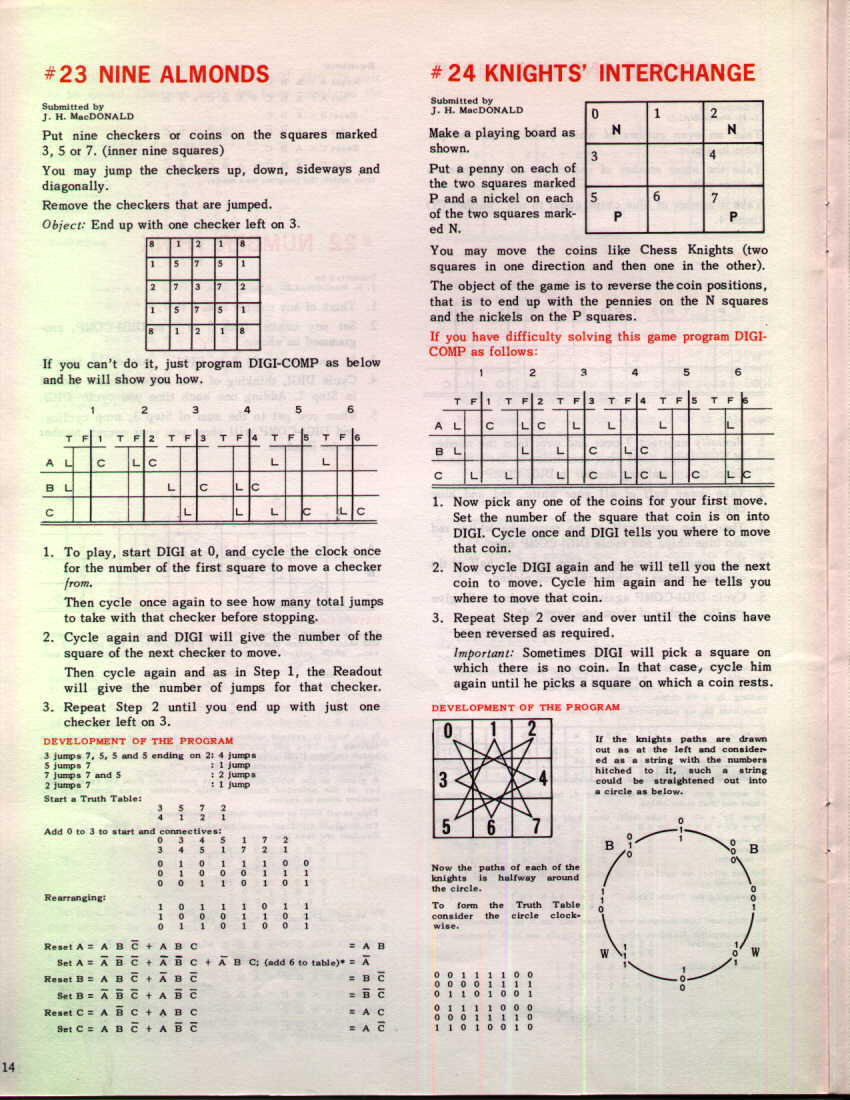 #23 NINE ALMONDS
Submitted by
J. H. MacDONALD
Put nine checkers or coins on the squares marked
3, 5 or 7. (inner nine squares)
You may jump the checkers up, down, sideways and
diagonally.
Remove the checkers that are jumped.
Object: End up with one checker left on 3.
8 1 2 1 8
1 5 7 5 1
2 7 3 7 2
1 5 7 5 1
8 1 2 1 8
If you can't do it, just program DIGI-COMP as below
and he will show you how.
1 2 3 4 5 6
T F 1 T F 2 T F 3 T F 4 T F 5 T F 6
A L C L C L L
B L L C L C
C L L L C L C
1. To play, start DIGI at 0, and cycle the clock once
for the number of the first square to move a checker
from.
Then cycle once again to see how many total jumps
to take with that checker before stopping.
2. Cycle again and DIGI will give the number of the
square of the next checker to move.
Then cycle again and as in Step 1, the Readout
will give the number of jumps for that checker.
3. Repeat Step 2 until you end up with just one
checker left on 3.
DEVELOPMENT OF THE PROGRAM
3 jumps 7, 5, 5 and 5 ending on 2: 4 jumps
5 jumps 7 : 1 jump
7 jumps 7 and 5 : 2 jumps
2 jumps 7 : 1 jump
Start a Truth Table:
3 5 7 2
4 1 2 1
Add 0 to 3 to start and connectives:
0 3 4 5 1 7 2
3 4 5 1 7 2 1
0 1 0 1 1 1 0 0
0 1 0 0 0 1 1 1
0 0 1 1 0 1 0 1
Rearranging:
1 0 1 1 1 0 1 1
1 0 0 0 1 1 0 1
0 1 1 0 1 0 0 1
Reset A = A B C̅ + A B C = A B
Set A = A̅ B̅ C̅ + A̅ B̅ C + A̅ B C; (add 6 to table)* = A̅
Reset B = A B C̅ + A̅ B C̅ = B C̅
Set B = A̅ B̅ C̅ + A B̅ C̅ = B̅ C̅
Reset C = A B̅ C + A B C = A C
Set C = A B C̅ + A B̅ C̅ = A C̅
14
#24 KNIGHTS' INTERCHANGE
Submitted by
J. H. MacDONALD
Make a playing board as
shown.
Put a penny on each of
the two squares marked
P and a nickel on each
of the two squares mark-
ed N.
0 N 1 2 N
3 4
5 P 6 7 P
You may move the coins like Chess Knights (two
squares in one direction and then one in the other).
The object of the game is to reverse the coin positions,
that is to end up with the pennies on the N squares
and the nickels on the P squares.
If you have difficulty solving this game program DIGI-
COMP as follows:
1 2 3 4 5 6
T F 1 T F 2 T F 3 T F 4 T F 5 T F 6
A L C L C L L L
B L L L C L C
C L L L C L C L C L C
1. Now pick any one of the coins for your first move.
Set the number of the square that coin is on into
DIGI. Cycle once and DIGI tells you where to move
that coin.
2. Now cycle DIGI again and he will tell you the next
coin to move. Cycle him again and he tells you
where to move that coin.
3. Repeat Step 2 over and over until the coins have
been reversed as required.
Important: Sometimes DIGI will pick a square on
which there is no coin. In that case, cycle him
again until he picks a square on which a coin rests.
DEVELOPMENT OF THE PROGRAM
0 1 2
3 4
5 6 7
If the knights paths are drawn
out as at the left and consider-
ed as a string with the numbers
hitched to it, such a string
could be straightened out into
a circle as below.
Now the paths of each of the
knights is halfway around
the circle.
To form the Truth Table
consider the circle clock-
wise.
0 0 1 1 1 1 0 0
0 0 0 0 1 1 1 1
0 1 1 0 1 0 0 1
0 1 1 1 1 0 0 0
0 0 0 1 1 1 1 0
1 1 0 1 0 0 1 0
0 1 1
B 0 1 0
0 0 0 B
1 1 0
0 0 1
W 1 1 1
1 0 1 W
1 0 0